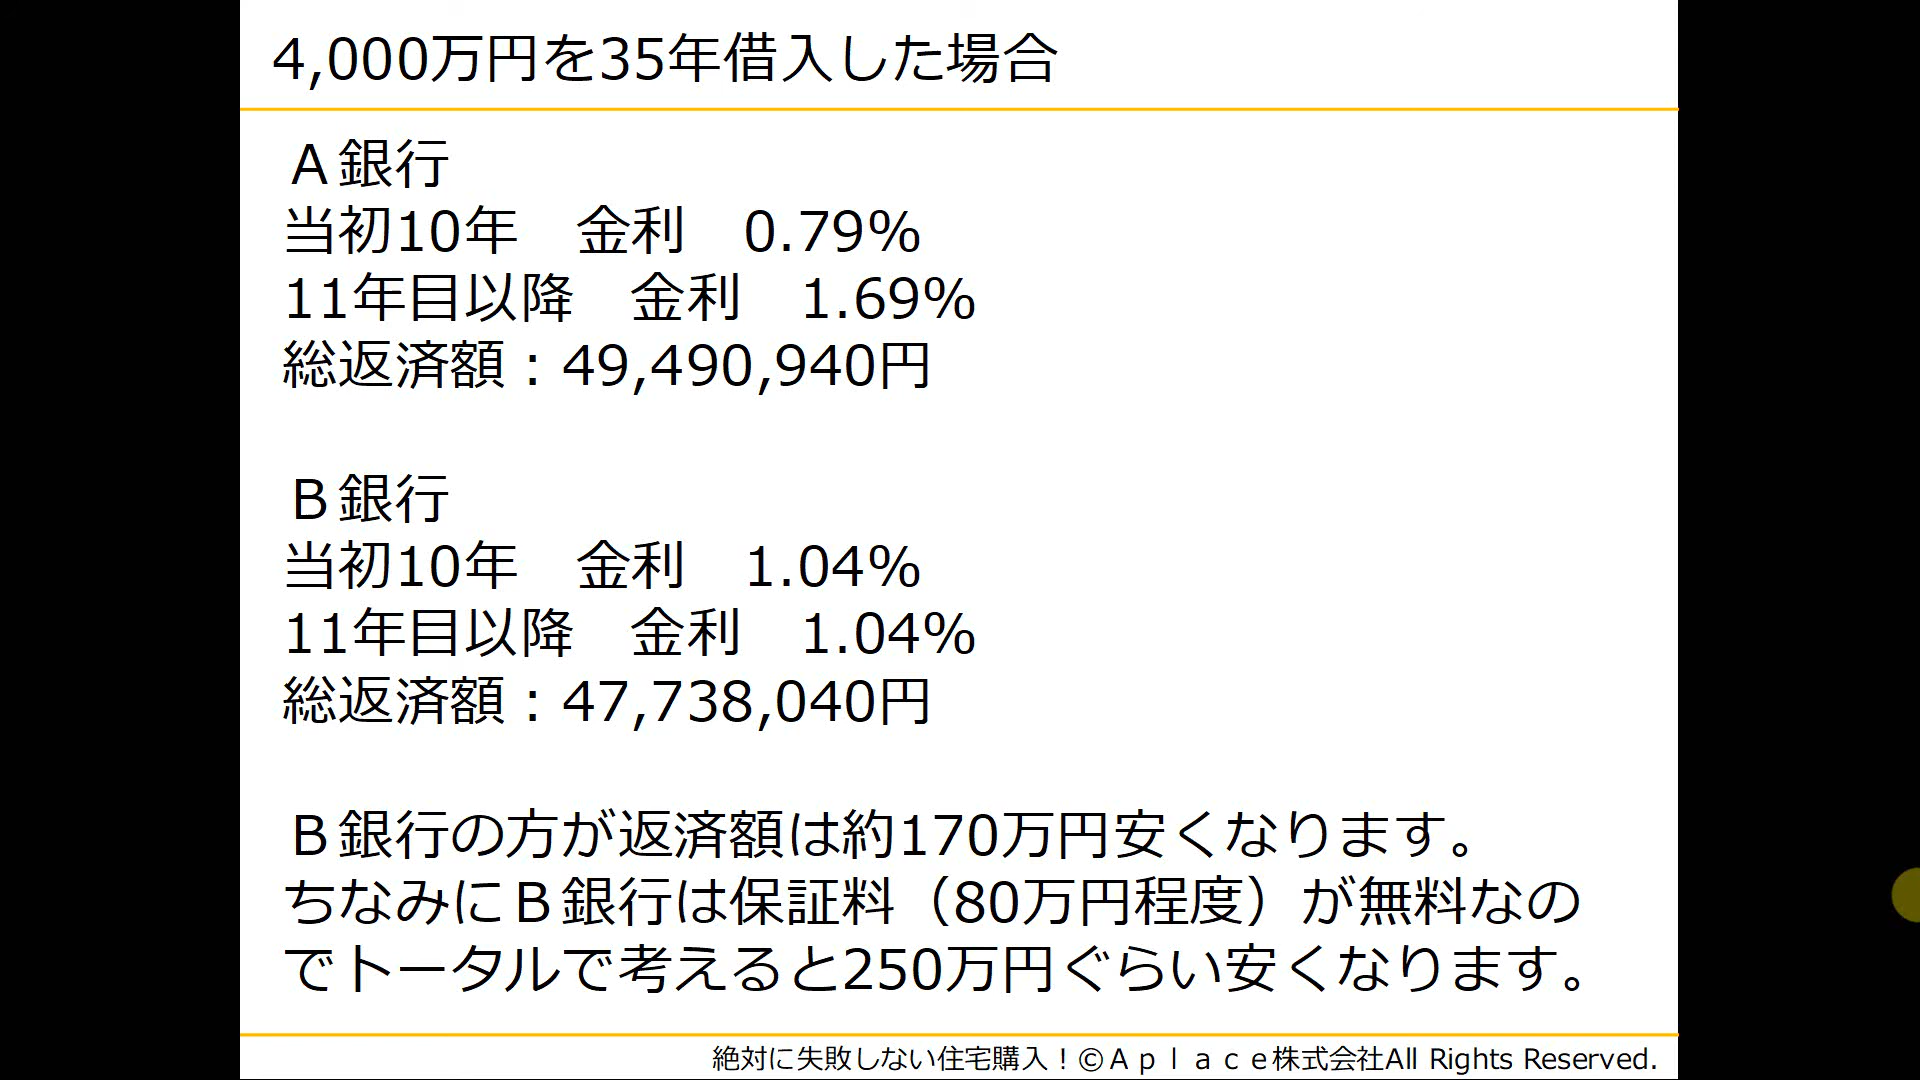 4,000万円を35年借入した場合
Ａ銀行
当初10年　金利　0.79%
11年目以降　金利　1.69%
総返済額：49,490,940円
Ｂ銀行
当初10年　金利　1.04%
11年目以降　金利　1.04%
総返済額：47,738,040円
Ｂ銀行の方が返済額は約170万円安くなります。
ちなみにＢ銀行は保証料（80万円程度）が無料なの
でトータルで考えると250万円ぐらい安くなります。
絶対に失敗しない住宅購入！©Ａｐｌａｃｅ株式会社All Rights Reserved.